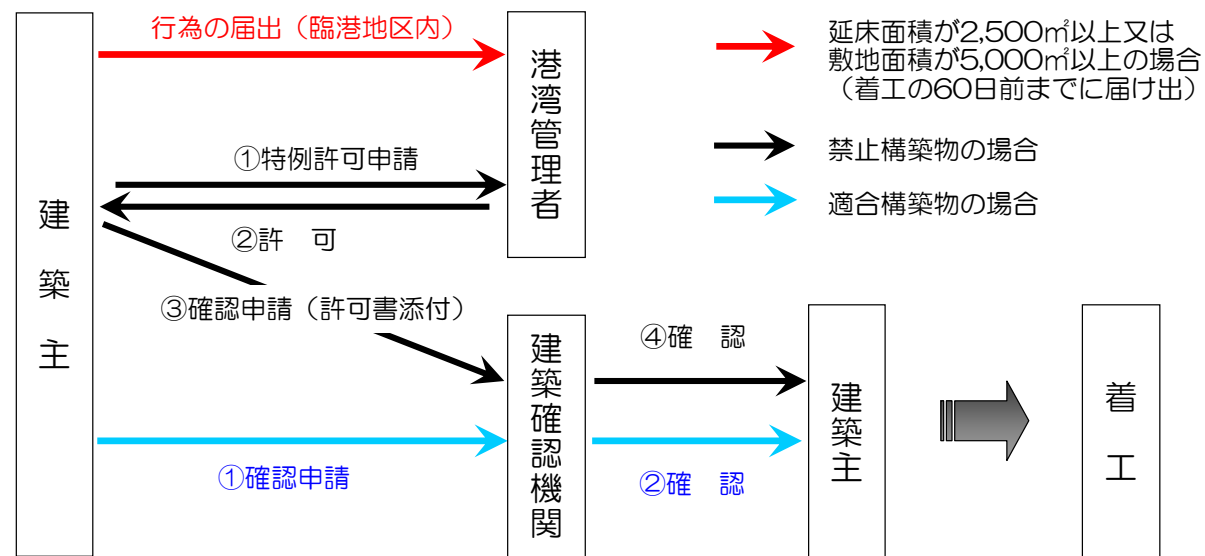 行為の届出（臨港地区内）
延床面積が2,500㎡以上又は
敷地面積が5,000㎡以上の場合
（着工の60日前までに届け出）
港湾管理者
①特例許可申請
禁止構築物の場合
適合構築物の場合
建築主
②許　可
③確認申請（許可書添付）
④確　認
建築確認機関
建築主
着工
①確認申請
②確　認